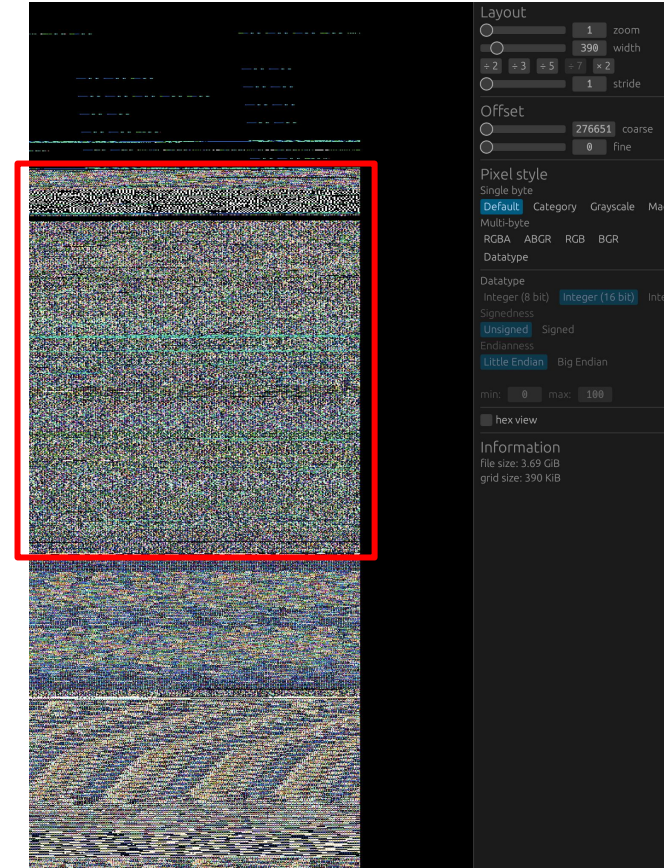 Layout
1 zoom
390 width
÷2 ÷3 ÷5 ÷7 ×2
1 stride
Offset
276651 coarse
0 fine
Pixel style
Single byte
Default Category Grayscale Ma
Multi-byte
RGBA ABGR RGB BGR
Datatype
Datatype
Integer (8 bit) Integer (16 bit) Inte
Signedness
Unsigned Signed
Endianness
Little Endian Big Endian
min: 0 max: 100
hex view
Information
file size: 3.69 GiB
grid size: 390 KiB